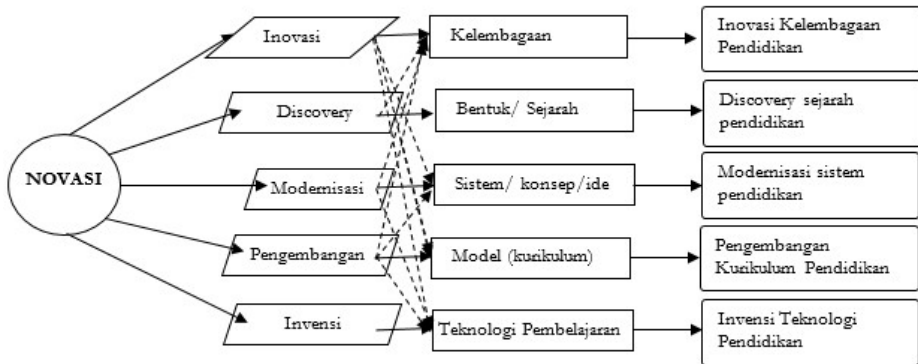 NOVASI
Inovasi
Discovery
Modernisasi
Pengembangan
Invensi
Kelembagaan
Bentuk/ Sejarah
Sistem/ konsep/ide
Model (kurikulum)
Teknologi Pembelajaran
Inovasi Kelembagaan
Pendidikan
Discovery sejarah
pendidikan
Modernisasi sistem
pendidikan
Pengembangan
Kurikulum Pendidikan
Invensi Teknologi
Pendidikan